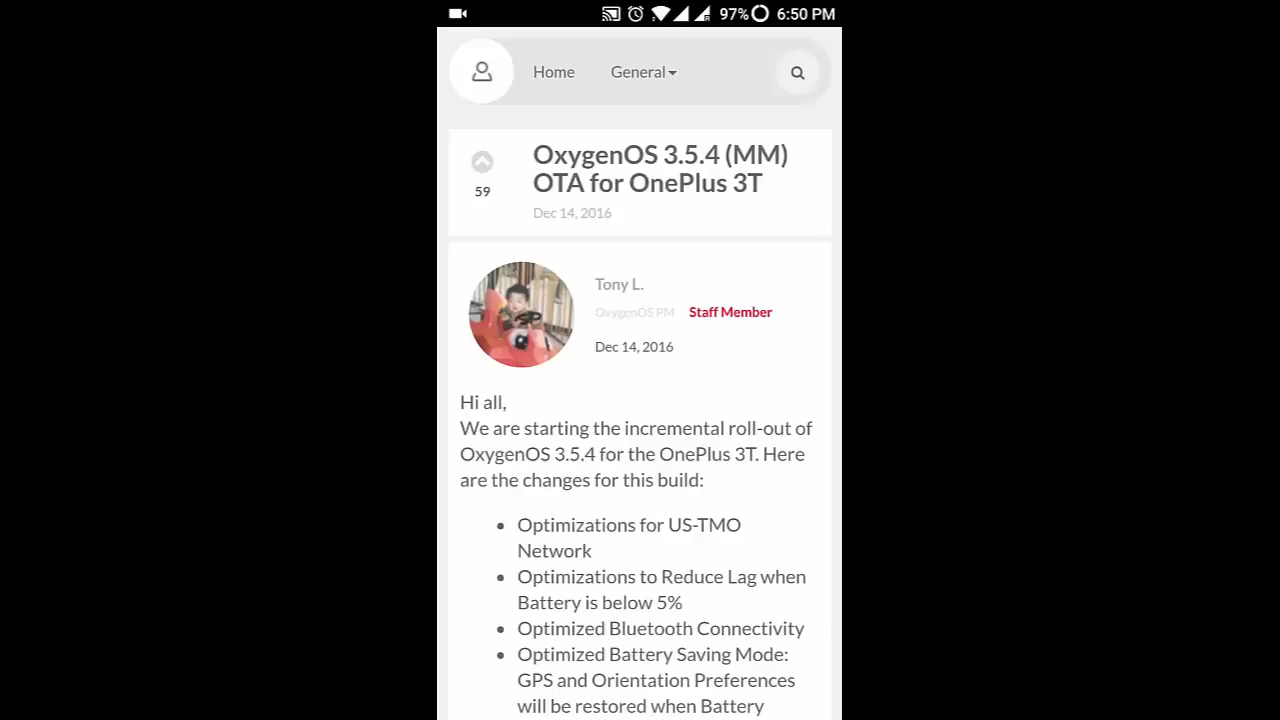 97% 6:50 PM
Home General
OxygenOS 3.5.4 (MM)
OTA for OnePlus 3T
59
Dec 14, 2016
Tony L.
OxygenOS PM Staff Member
Dec 14, 2016
Hi all,
We are starting the incremental roll-out of
OxygenOS 3.5.4 for the OnePlus 3T. Here
are the changes for this build:
• Optimizations for US-TMO
Network
• Optimizations to Reduce Lag when
Battery is below 5%
• Optimized Bluetooth Connectivity
• Optimized Battery Saving Mode:
GPS and Orientation Preferences
will be restored when Battery